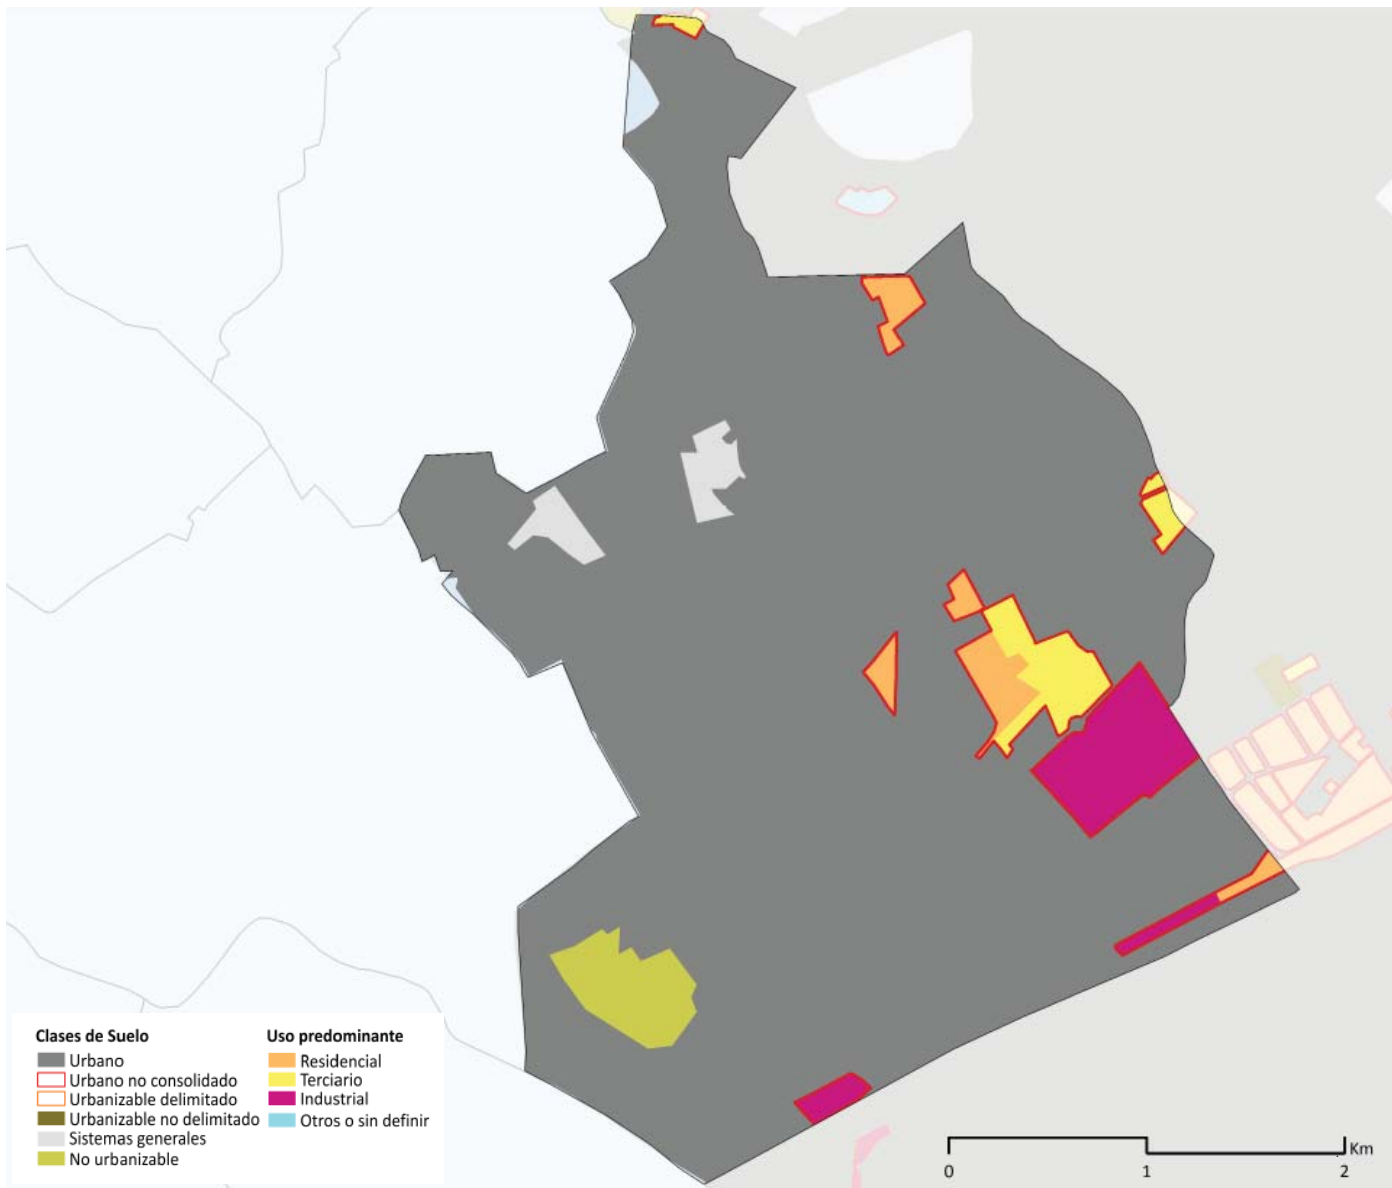 Clases de Suelo
Urbano
Urbano no consolidado
Urbanizable delimitado
Urbanizable no delimitado
Sistemas generales
No urbanizable
Uso predominante
Residencial
Terciario
Industrial
Otros o sin definir
Km
0 1 2